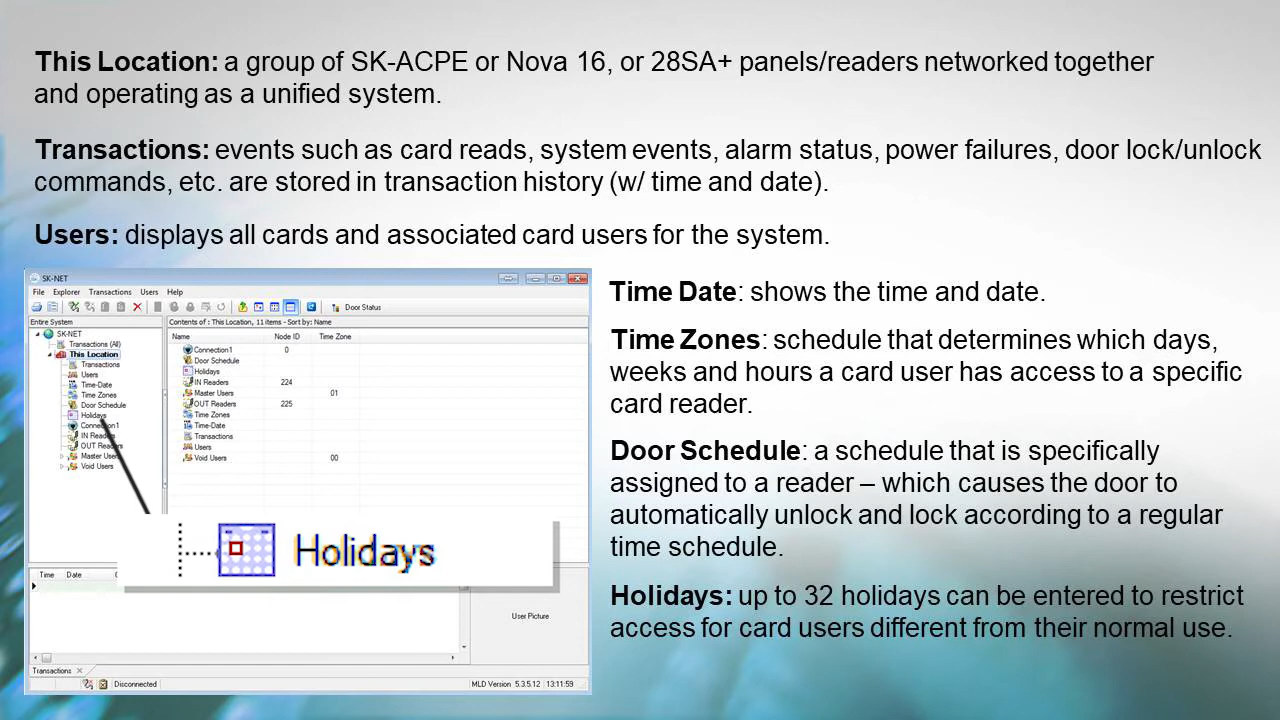 This Location: a group of SK-ACPE or Nova 16, or 28SA+ panels/readers networked together
and operating as a unified system.
Transactions: events such as card reads, system events, alarm status, power failures, door lock/unlock
commands, etc. are stored in transaction history (w/ time and date).
Users: displays all cards and associated card users for the system.
SK-NET
File Explorer Transactions Users Help
Door Status
Entire System
SK-NET
Transactions (All)
This Location
Transactions
Users
Time-Date
Time Zones
Door Schedule
Holidays
Connection1
IN Readers
OUT Readers
Master Users
Void Users
Contents of : This Location, 11 items - Sort by: Name
Name Node ID Time Zone
Connection1 0
Door Schedule
Holidays
IN Readers 224
Master Users 01
OUT Readers 225
Time Zones
Time-Date
Transactions
Users
Void Users 00
Holidays
Time Date
User Picture
Transactions
Disconnected
MLD Version 5.3.5.12 13:11:59
Time Date: shows the time and date.
Time Zones: schedule that determines which days,
weeks and hours a card user has access to a specific
card reader.
Door Schedule: a schedule that is specifically
assigned to a reader – which causes the door to
automatically unlock and lock according to a regular
time schedule.
Holidays: up to 32 holidays can be entered to restrict
access for card users different from their normal use.